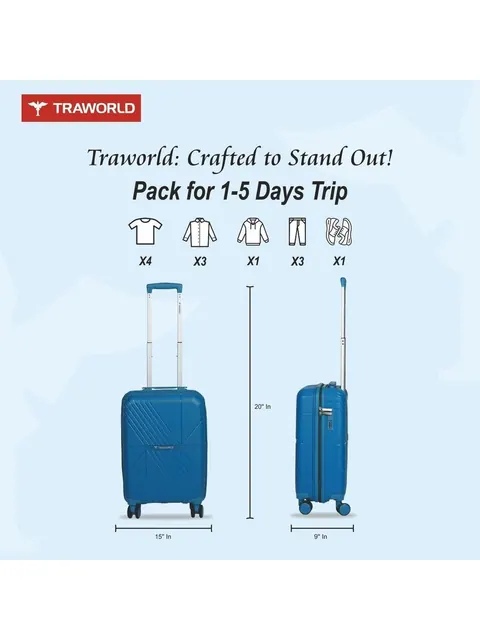 TRAWORLD
Traworld: Crafted to Stand Out!
Pack for 1-5 Days Trip
X4 X3 X1 X3 X1
20" In
TRAWORLD
15" In 9" In